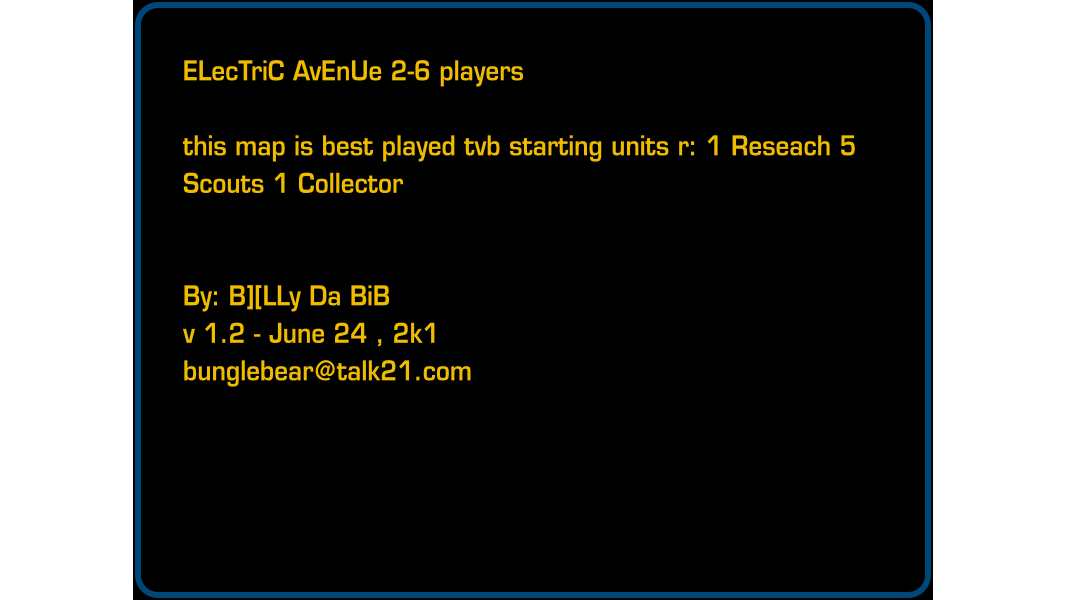 ELecTriC AvEnUe 2-6 players
this map is best played tvb starting units r: 1 Reseach 5
Scouts 1 Collector
By: B][LLy Da BiB
v 1.2 - June 24 , 2k1
bunglebear@talk21.com